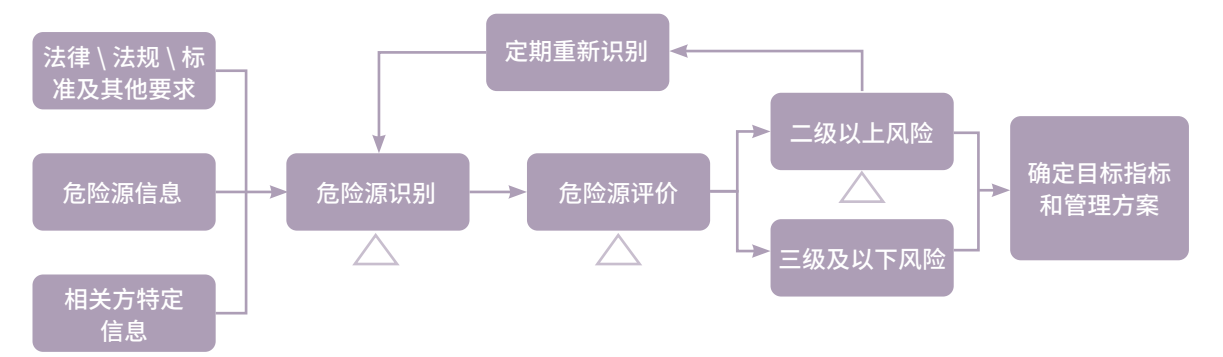 定期重新识别
法律 \ 法规 \ 标
准及其他要求
危险源信息
相关方特定
信息
危险源识别
危险源评价
二级以上风险
三级及以下风险
确定目标指标
和管理方案